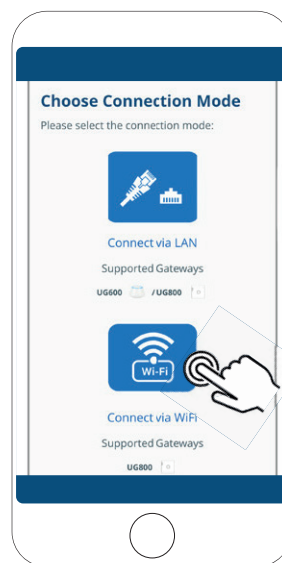 Choose Connection Mode
Please select the connection mode:
Connect via LAN
Supported Gateways
UG600 / UG800
Wi-Fi
Connect via WiFi
Supported Gateways
UG800